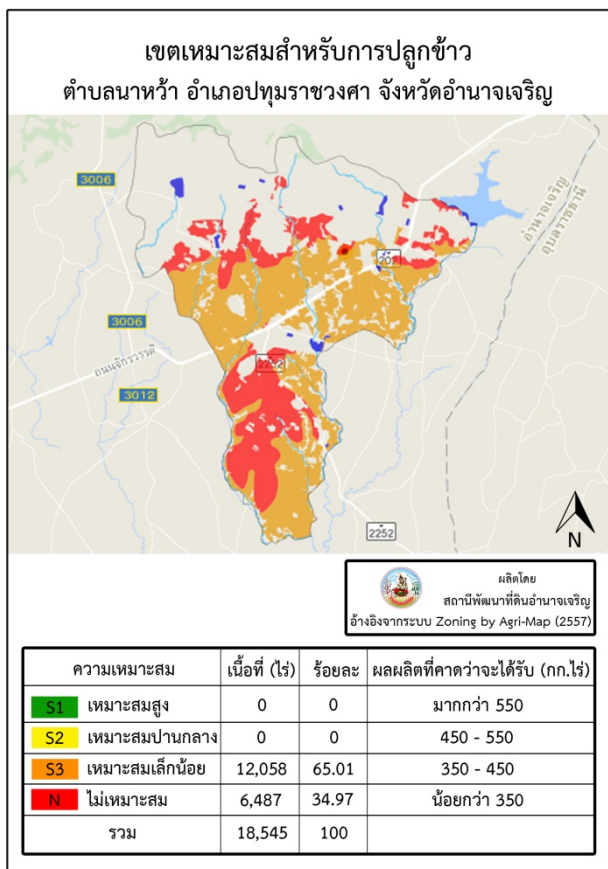 เขตเหมาะสมสำหรับการปลูกข้าว
ตำบลนาหว้า อำเภอปทุมราชวงศา จังหวัดอำนาจเจริญ
3006
อำนาจเจริญ
อุบลราชธานี
202
3006
ถนนจักรวรรดิ
2252
3012
2252
N
ผลิตโดย
สถานีพัฒนาที่ดินอำนาจเจริญ
อ้างอิงจากระบบ Zoning by Agri-Map (2557)
ความเหมาะสม เนื้อที่ (ไร่) ร้อยละ ผลผลิตที่คาดว่าจะได้รับ (กก.ไร่)
S1 เหมาะสมสูง 0 0 มากกว่า 550
S2 เหมาะสมปานกลาง 0 0 450 - 550
S3 เหมาะสมเล็กน้อย 12,058 65.01 350 - 450
N ไม่เหมาะสม 6,487 34.97 น้อยกว่า 350
รวม 18,545 100